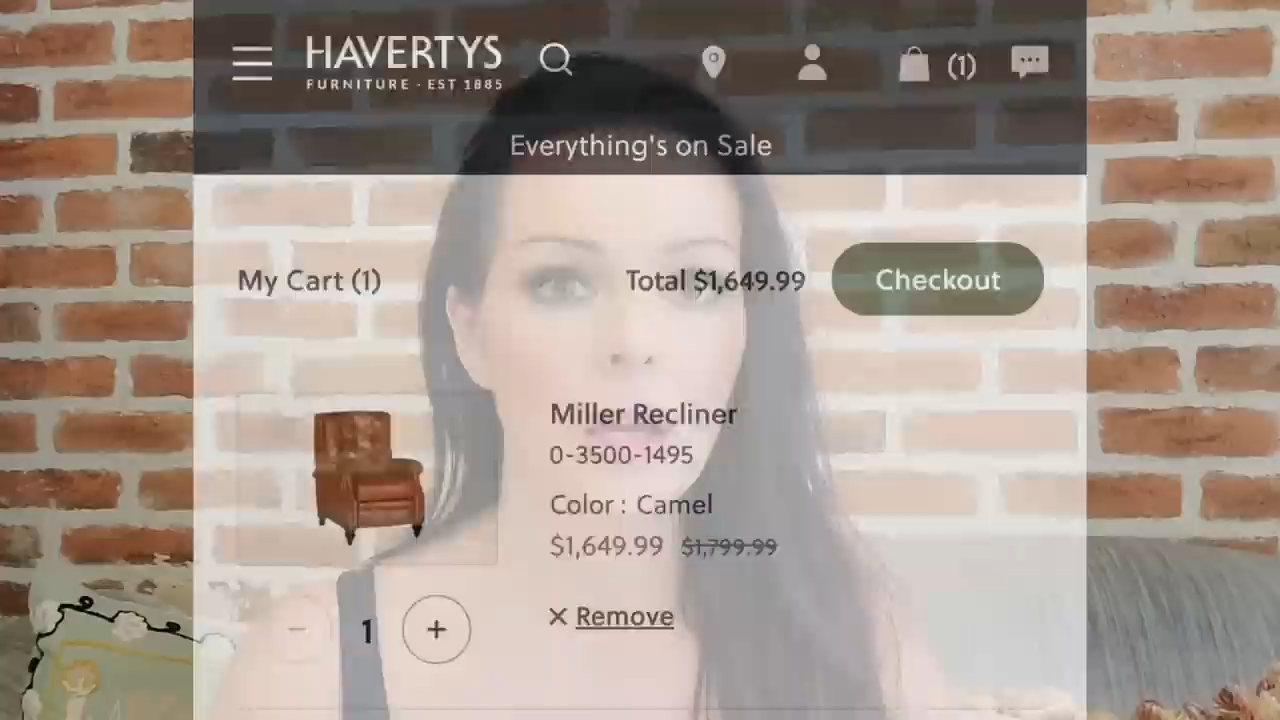 HAVERTYS
FURNITURE · EST 1885
(1)
Everything's on Sale
My Cart (1)
Total $1,649.99
Checkout
Miller Recliner
0-3500-1495
Color : Camel
$1,649.99 $1,799.99
− 1 +
× Remove